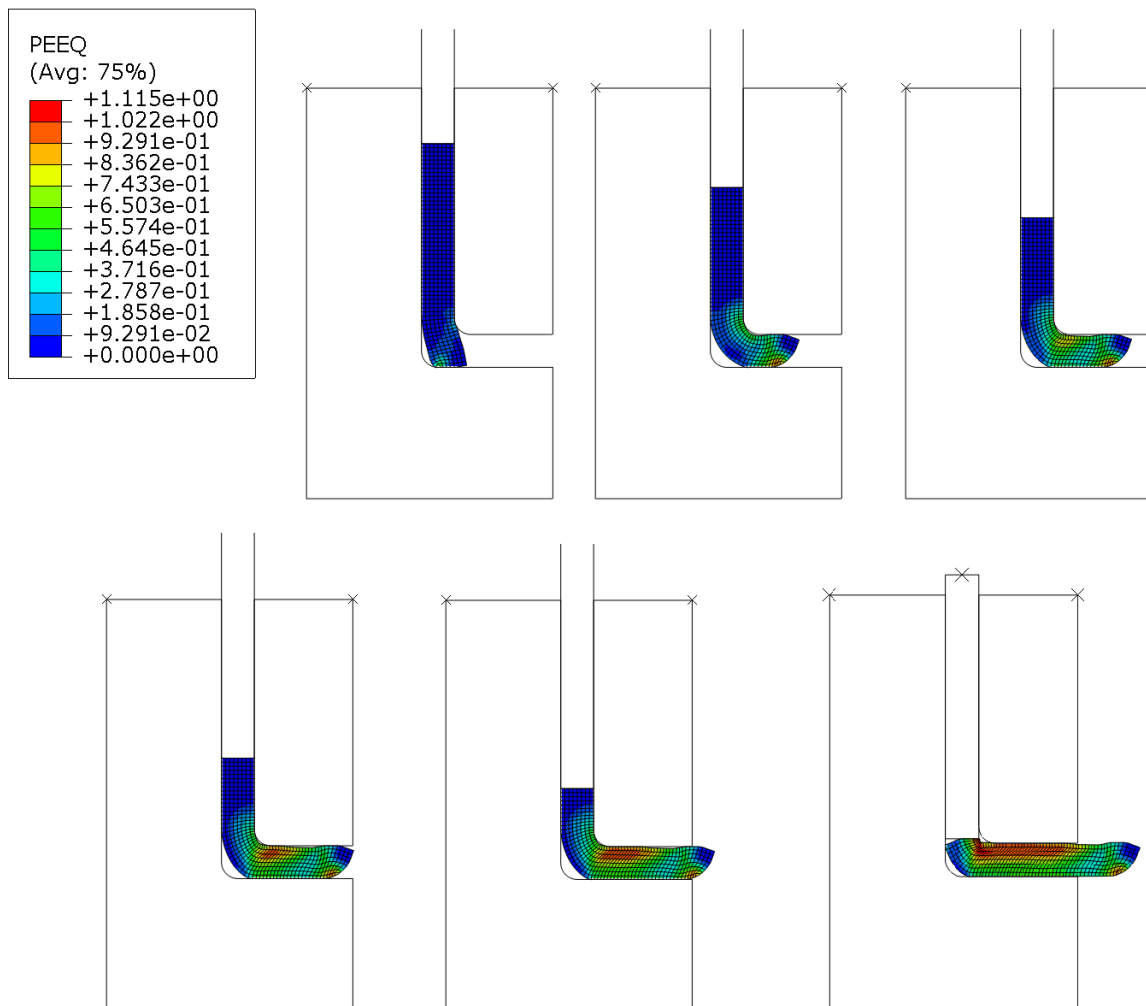 PEEQ
(Avg: 75%)
+1.115e+00
+1.022e+00
+9.291e-01
+8.362e-01
+7.433e-01
+6.503e-01
+5.574e-01
+4.645e-01
+3.716e-01
+2.787e-01
+1.858e-01
+9.291e-02
+0.000e+00